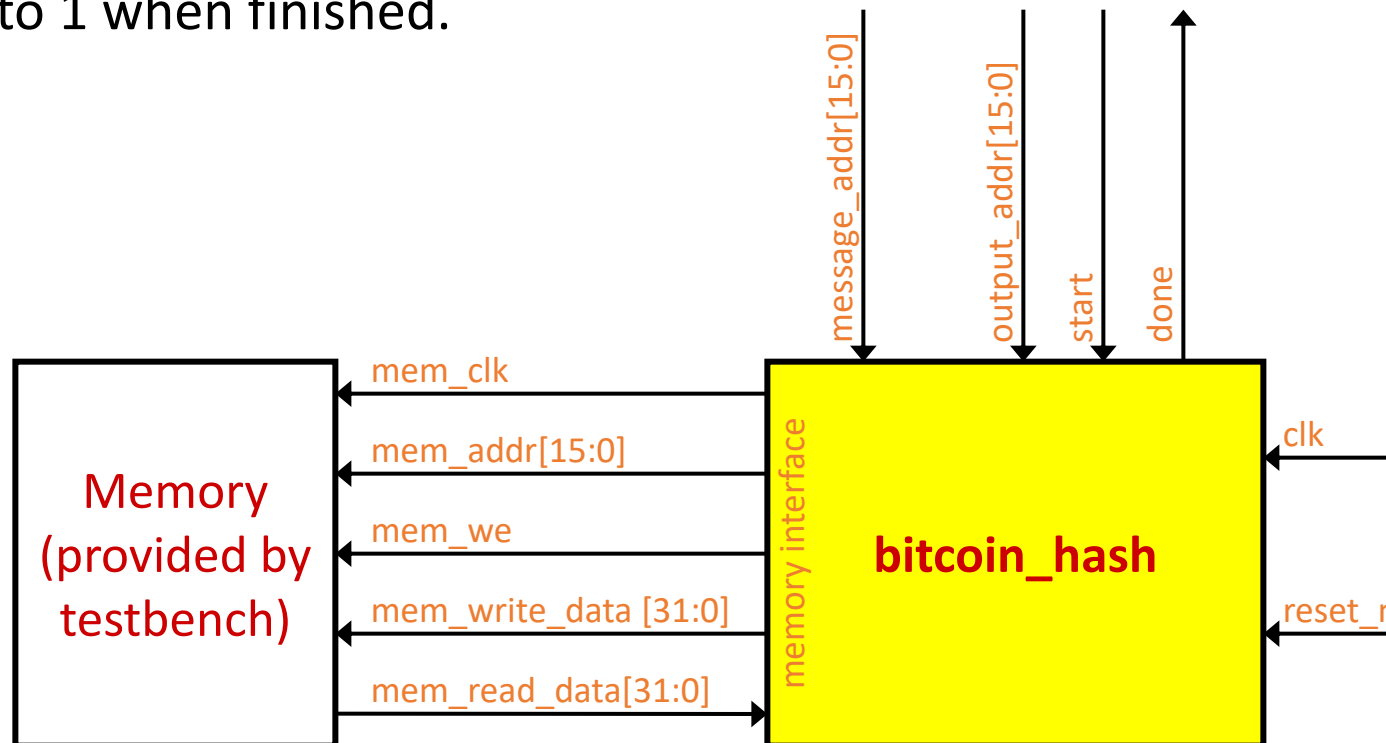 to 1 when finished.
message_addr[15:0]
output_addr[15:0]
start
done
mem_clk
mem_addr[15:0]
mem_we
mem_write_data [31:0]
mem_read_data[31:0]
Memory
(provided by
testbench)
memory interface
bitcoin_hash
clk
reset_n